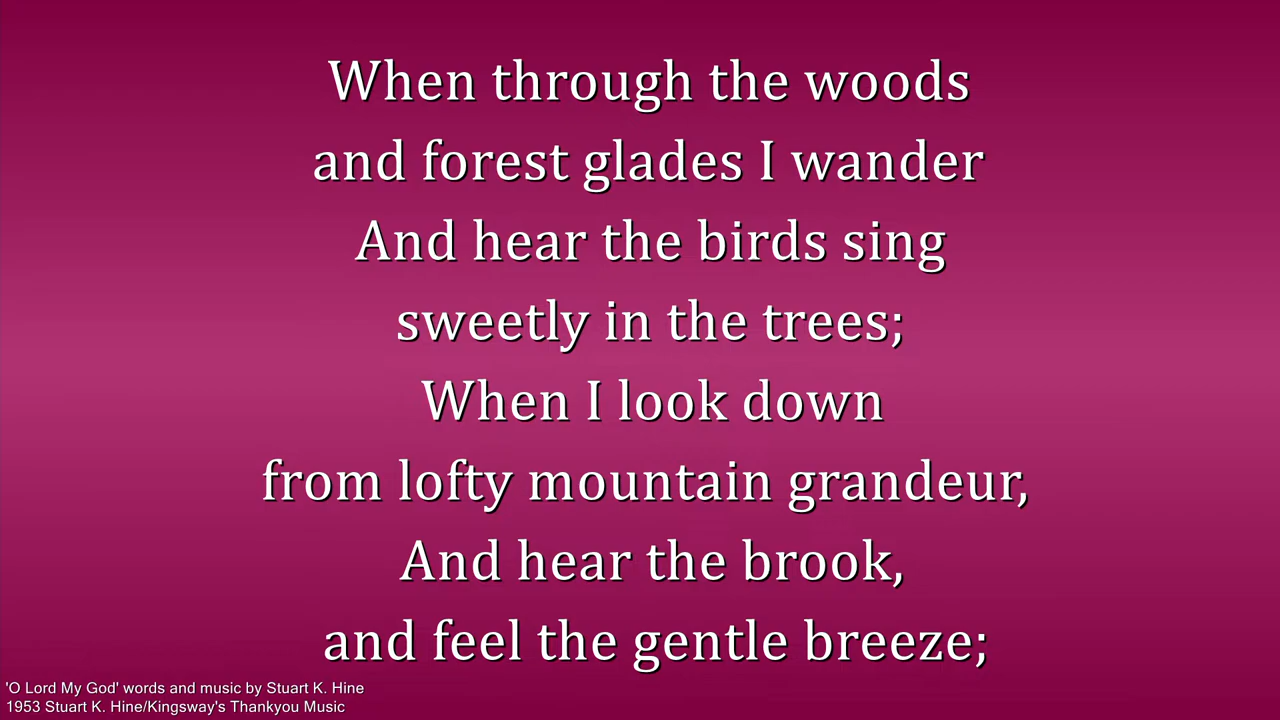 When through the woods
and forest glades I wander
And hear the birds sing
sweetly in the trees;
When I look down
from lofty mountain grandeur,
And hear the brook,
and feel the gentle breeze;
'O Lord My God' words and music by Stuart K. Hine
1953 Stuart K. Hine/Kingsway's Thankyou Music